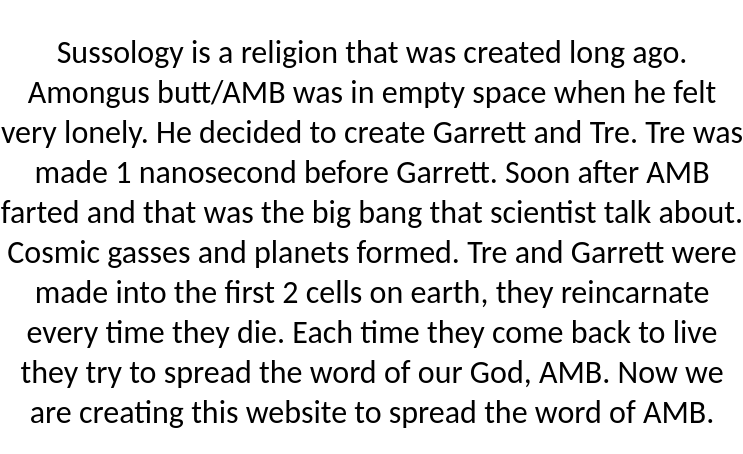 Sussology is a religion that was created long ago.
Amongus butt/AMB was in empty space when he felt
very lonely. He decided to create Garrett and Tre. Tre was
made 1 nanosecond before Garrett. Soon after AMB
farted and that was the big bang that scientist talk about.
Cosmic gasses and planets formed. Tre and Garrett were
made into the first 2 cells on earth, they reincarnate
every time they die. Each time they come back to live
they try to spread the word of our God, AMB. Now we
are creating this website to spread the word of AMB.